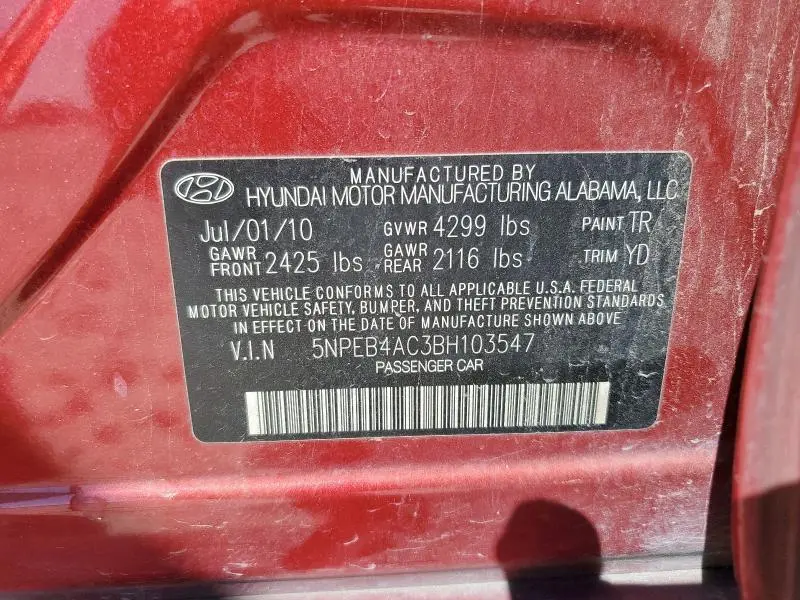 MANUFACTURED BY
HYUNDAI MOTOR MANUFACTURING ALABAMA, LLC
Jul/01/10 GVWR 4299 lbs PAINT TR
GAWR FRONT 2425 lbs GAWR REAR 2116 lbs TRIM YD
THIS VEHICLE CONFORMS TO ALL APPLICABLE U.S.A. FEDERAL
MOTOR VEHICLE SAFETY, BUMPER, AND THEFT PREVENTION STANDARDS
IN EFFECT ON THE DATE OF MANUFACTURE SHOWN ABOVE
V.I.N 5NPEB4AC3BH103547
PASSENGER CAR